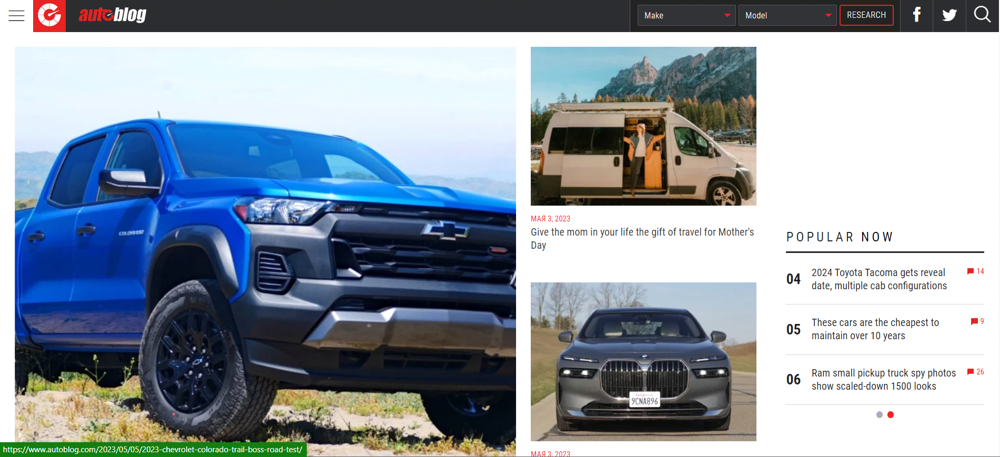 autoblog
Make
Model
RESEARCH
COLORADO
МАЯ 3, 2023
Give the mom in your life the gift of travel for Mother's
Day
California
9CNA896
МАЯ 3, 2023
POPULAR NOW
04
2024 Toyota Tacoma gets reveal
date, multiple cab configurations
14
05
These cars are the cheapest to
maintain over 10 years
9
06
Ram small pickup truck spy photos
show scaled-down 1500 looks
26
https://www.autoblog.com/2023/05/05/2023-chevrolet-colorado-trail-boss-road-test/